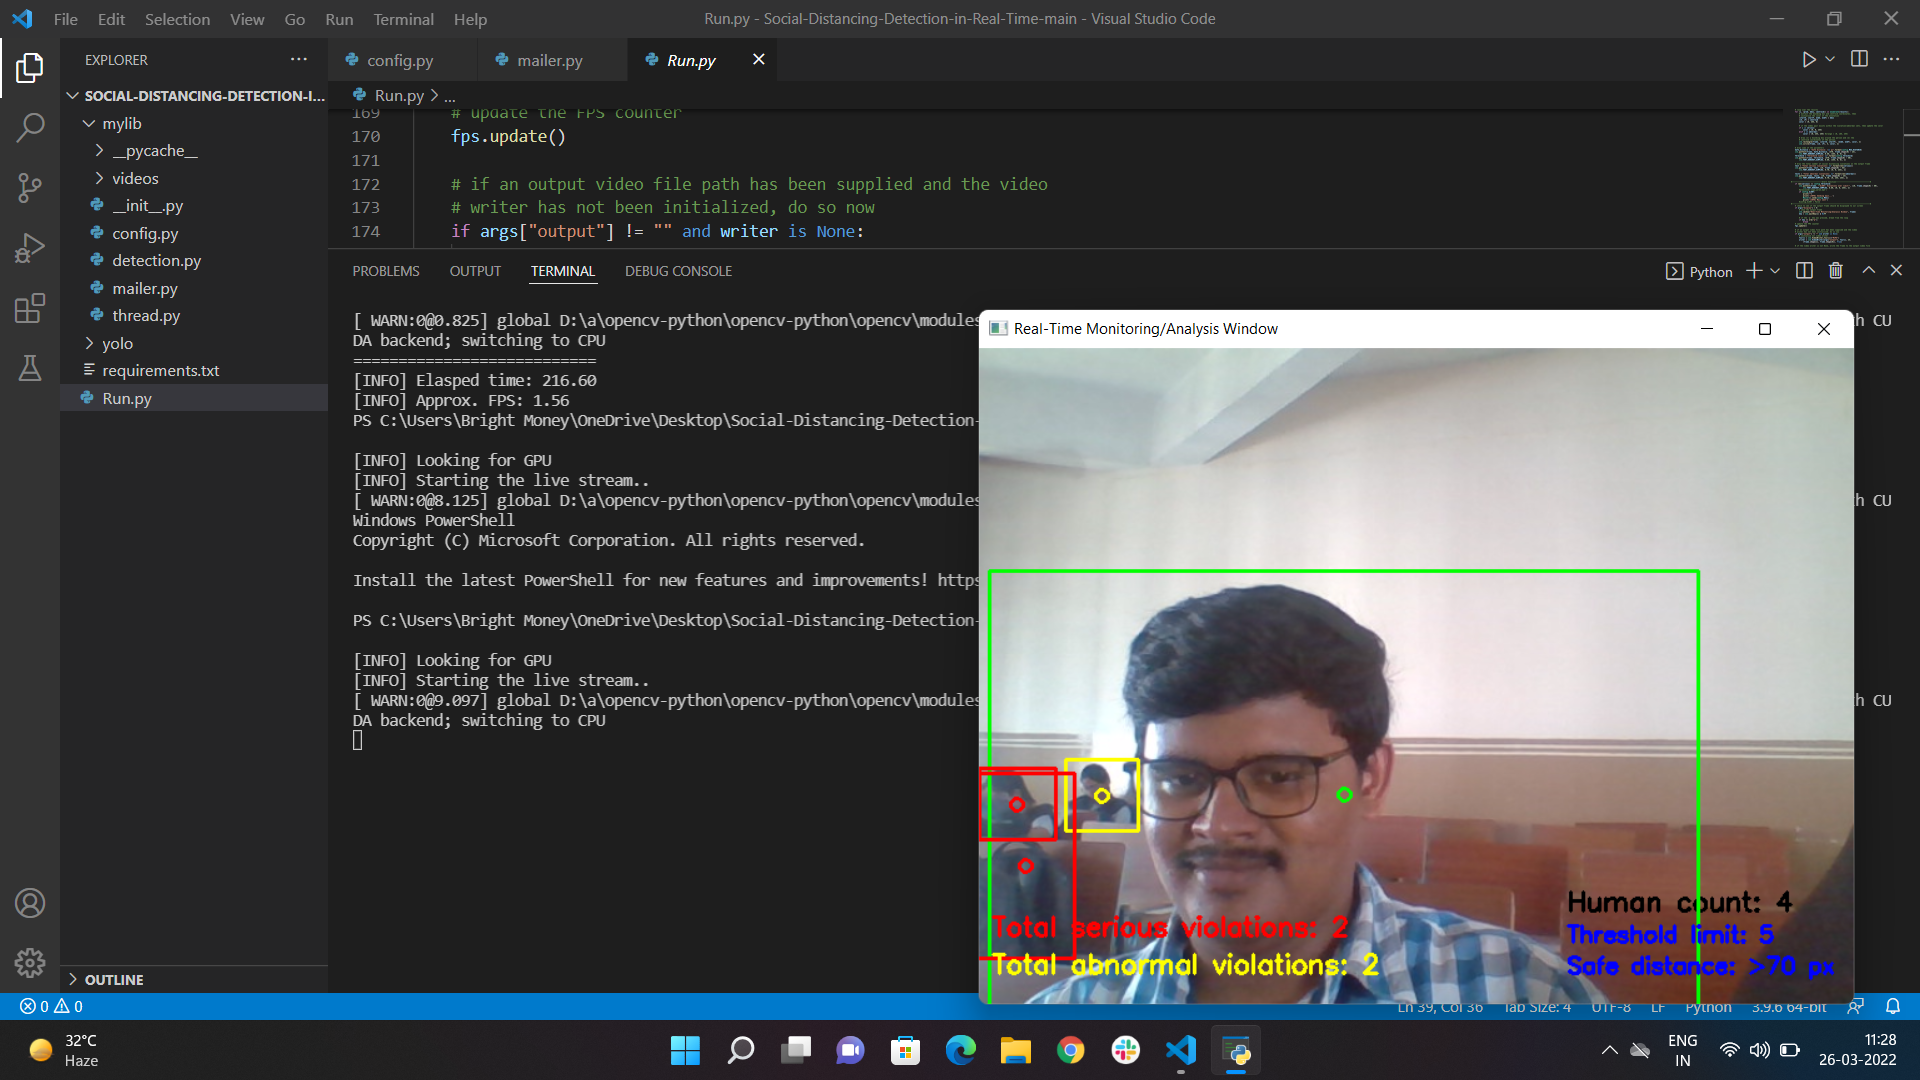 File Edit Selection View Go Run Terminal Help
Run.py - Social-Distancing-Detection-in-Real-Time-main - Visual Studio Code
EXPLORER
SOCIAL-DISTANCING-DETECTION-I...
mylib
__pycache__
videos
__init__.py
config.py
detection.py
mailer.py
thread.py
yolo
requirements.txt
Run.py
OUTLINE
config.py mailer.py Run.py
Run.py > ...
169 # update the FPS counter
170 fps.update()
171
172 # if an output video file path has been supplied and the video
173 # writer has not been initialized, do so now
174 if args["output"] != "" and writer is None:
PROBLEMS OUTPUT TERMINAL DEBUG CONSOLE
Python
[ WARN:0@0.825] global D:\a\opencv-python\opencv-python\opencv\modules h CU
DA backend; switching to CPU
===========================
[INFO] Elasped time: 216.60
[INFO] Approx. FPS: 1.56
PS C:\Users\Bright Money\OneDrive\Desktop\Social-Distancing-Detection-
[INFO] Looking for GPU
[INFO] Starting the live stream..
[ WARN:0@8.125] global D:\a\opencv-python\opencv-python\opencv\modules h CU
Windows PowerShell
Copyright (C) Microsoft Corporation. All rights reserved.
Install the latest PowerShell for new features and improvements! https
PS C:\Users\Bright Money\OneDrive\Desktop\Social-Distancing-Detection-
[INFO] Looking for GPU
[INFO] Starting the live stream..
[ WARN:0@9.097] global D:\a\opencv-python\opencv-python\opencv\modules h CU
DA backend; switching to CPU
Real-Time Monitoring/Analysis Window
Human count: 4
Total serious violations: 2
Threshold limit: 5
Total abnormal violations: 2
Safe distance: >70 px
0 0
Ln 39, Col 36 Tab Size: 4 UTF-8 LF Python 3.9.6 64-bit
32°C
Haze
ENG
IN
11:28
26-03-2022